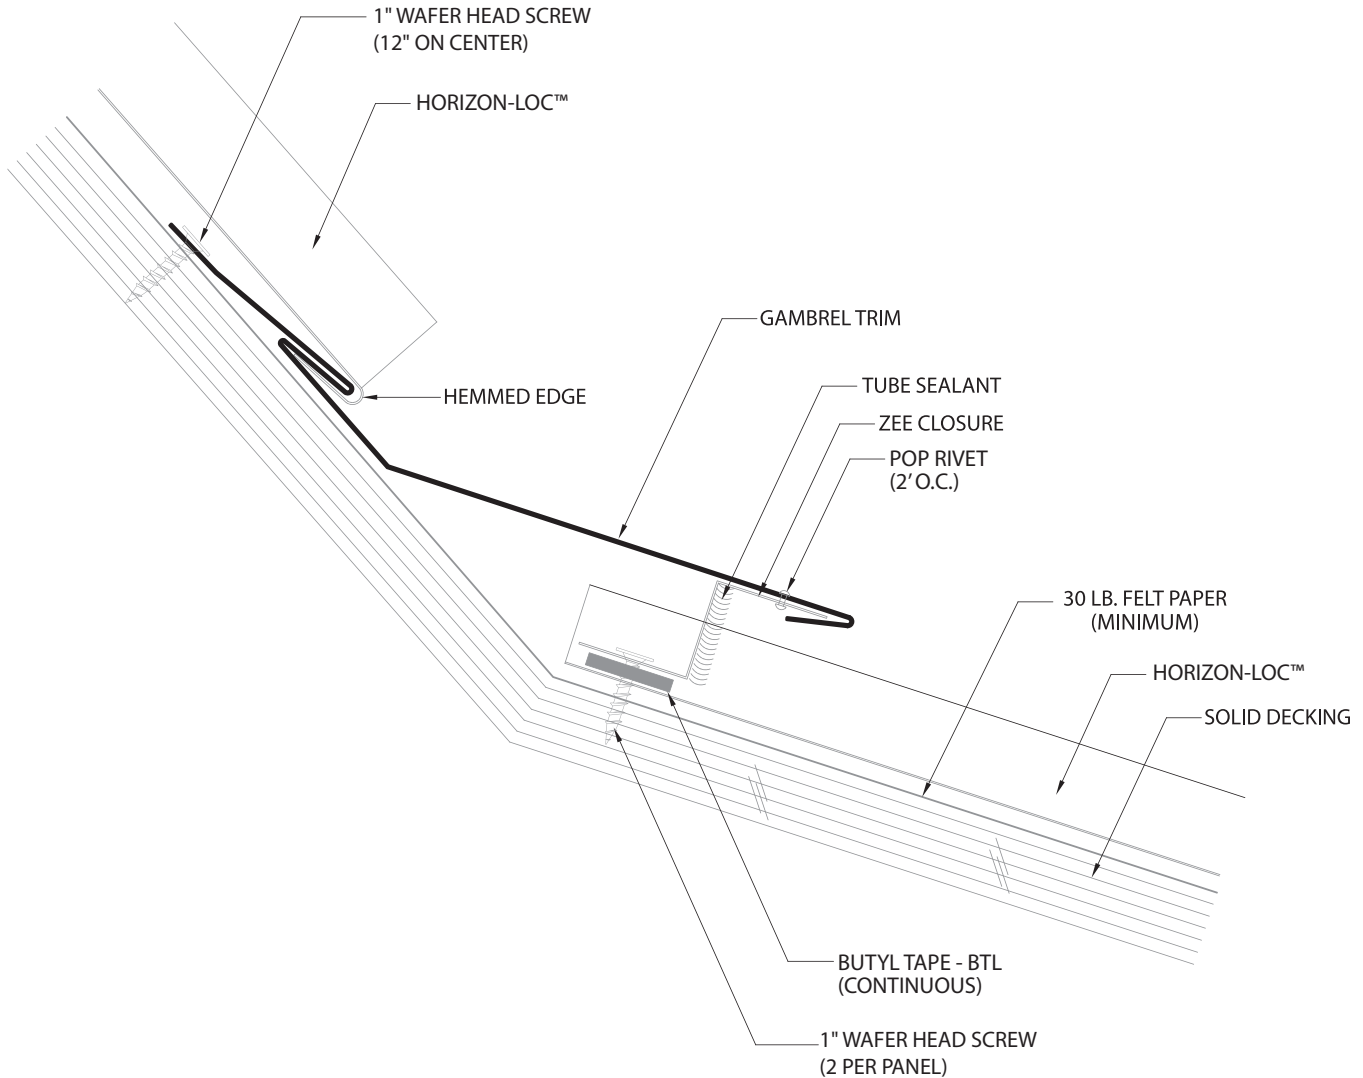 1" WAFER HEAD SCREW
(12" ON CENTER)
HORIZON-LOC™
GAMBREL TRIM
HEMMED EDGE
TUBE SEALANT
ZEE CLOSURE
POP RIVET
(2' O.C.)
30 LB. FELT PAPER
(MINIMUM)
HORIZON-LOC™
SOLID DECKING
BUTYL TAPE - BTL
(CONTINUOUS)
1" WAFER HEAD SCREW
(2 PER PANEL)